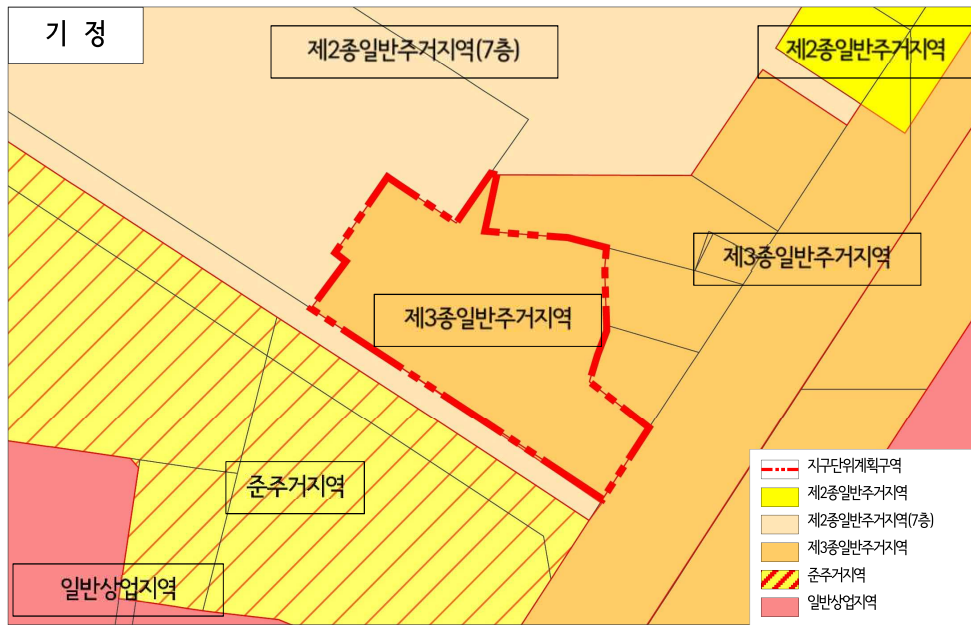 기 정
제2종일반주거지역(7층)
제2종일반주거지역
제3종일반주거지역
제3종일반주거지역
준주거지역
일반상업지역
지구단위계획구역
제2종일반주거지역
제2종일반주거지역(7층)
제3종일반주거지역
준주거지역
일반상업지역